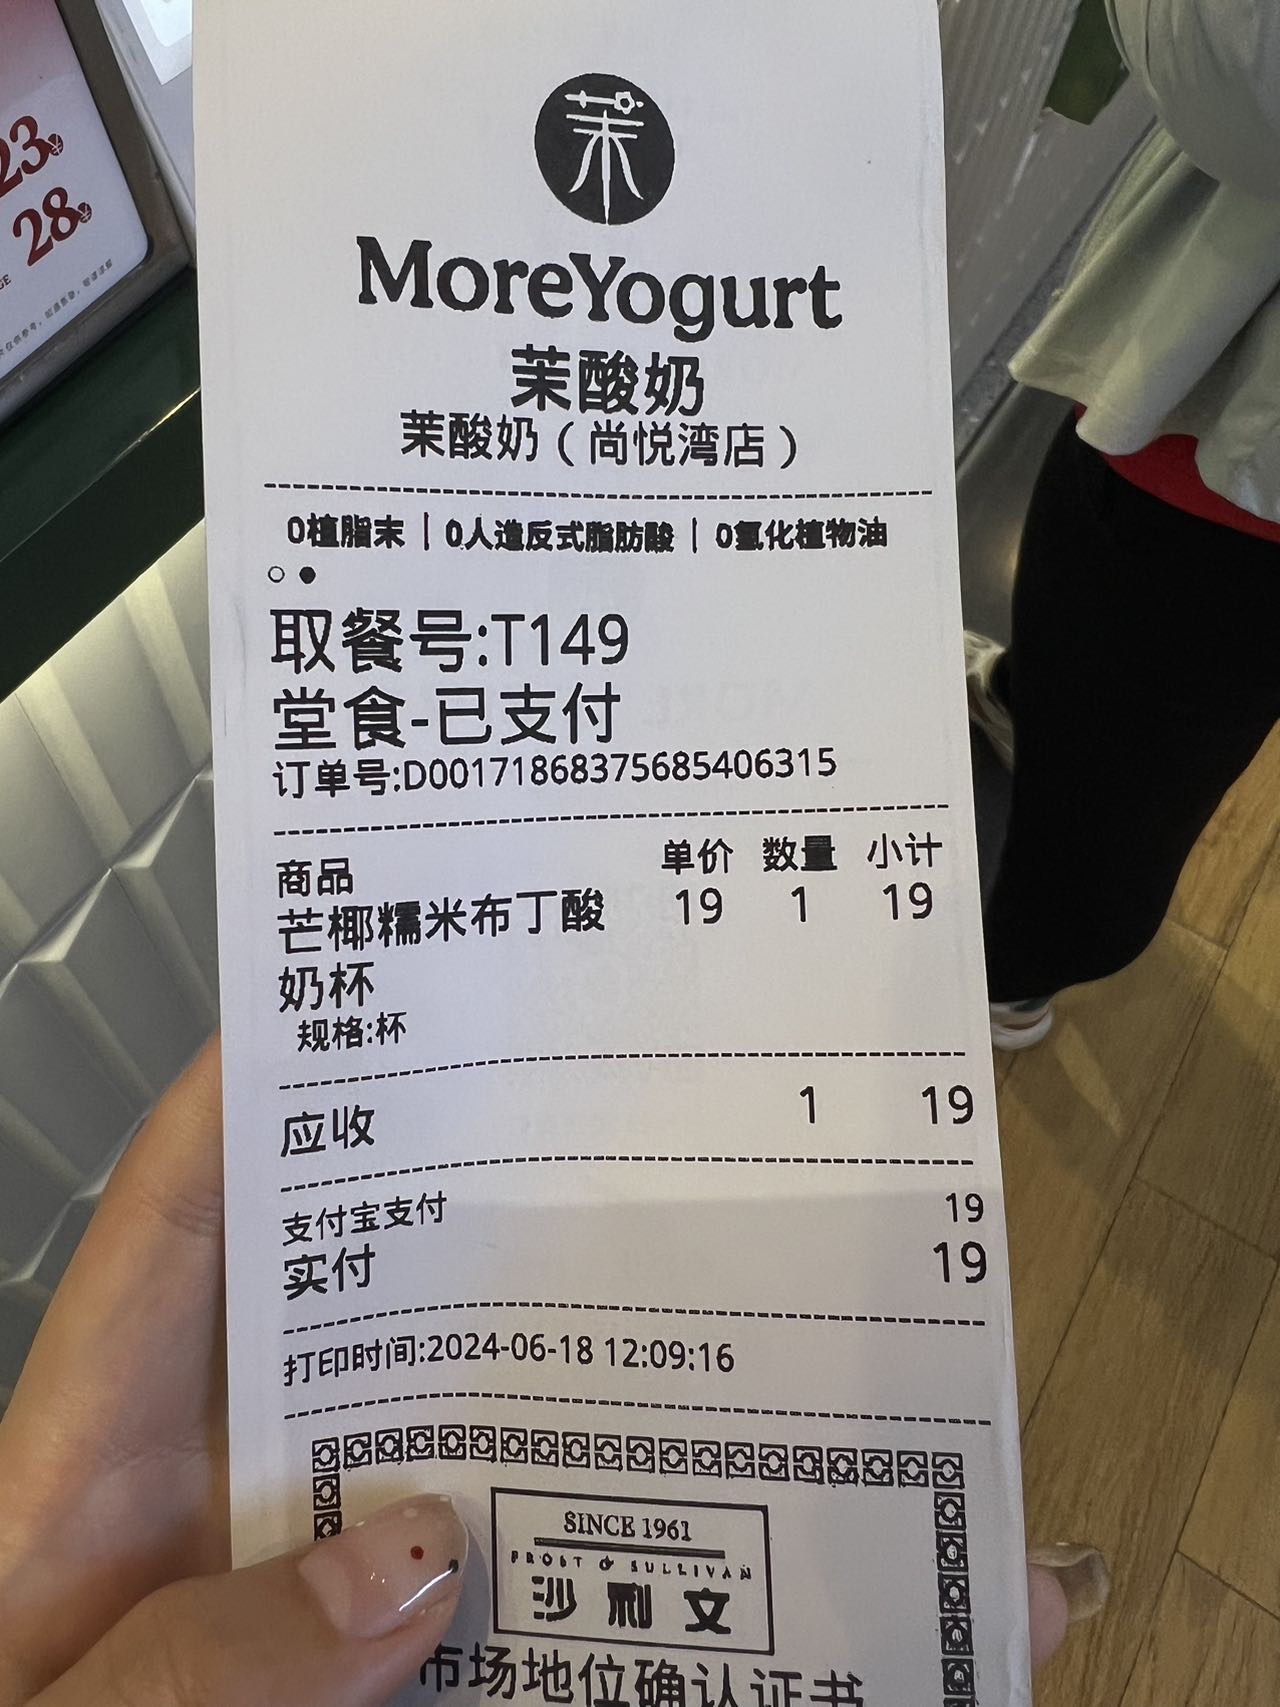 23
28
茉
MoreYogurt
茉酸奶
茉酸奶（尚悦湾店）
0植脂末｜0人造反式脂肪酸｜0氢化植物油
取餐号:T149
堂食-已支付
订单号:D00171868375685406315
商品 单价 数量 小计
芒椰糯米布丁酸 19 1 19
奶杯
规格:杯
应收 1 19
支付宝支付 19
实付 19
打印时间:2024-06-18 12:09:16
SINCE 1961
FROST & SULLIVAN
沙利文
市场地位确认证书